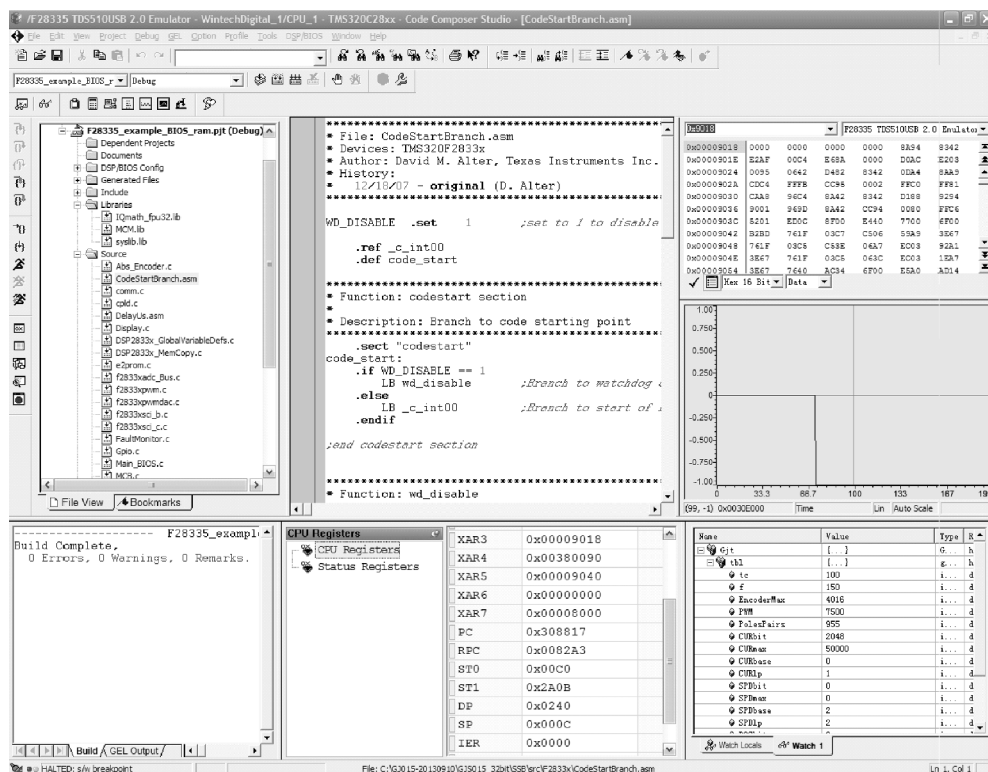 /F28335 TDS510USB 2.0 Emulator - WintechDigital_1/CPU_1 - TMS320C28xx - Code Composer Studio - [CodeStartBranch.asm]
File Edit View Project Debug GEL Option Profile Tools DSP/BIOS Window Help
F28335_example_BIOS_r Debug
F28335_example_BIOS_ram.pjt (Debug)
Dependent Projects
Documents
DSP/BIOS Config
Generated Files
Include
Libraries
IQmath_fpu32.lib
MCM.lib
syslib.lib
Source
Abs_Encoder.c
CodeStartBranch.asm
comm.c
cpld.c
DelayUs.asm
Display.c
DSP2833x_GlobalVariableDefs.c
DSP2833x_MemCopy.c
e2prom.c
f2833xadc_Bus.c
f2833xpwm.c
f2833xpwmdac.c
f2833xsci_b.c
f2833xsci_c.c
FaultMonitor.c
Gpio.c
Main_BIOS.c
MCB.c
File View Bookmarks
**********************************************
* File: CodeStartBranch.asm
* Devices: TMS320F2833x
* Author: David M. Alter, Texas Instruments Inc.
* History:
*   12/18/07 - original (D. Alter)
**********************************************
WD_DISABLE .set 1 ;set to 1 to disable
.ref _c_int00
.def code_start
**********************************************
* Function: codestart section
*
* Description: Branch to code starting point
**********************************************
.sect "codestart"
code_start:
.if WD_DISABLE == 1
LB wd_disable ;Branch to watchdog
.else
LB _c_int00 ;Branch to start of
.endif
;end codestart section
**********************************************
* Function: wd_disable
0x9018 F28335 TDS510USB 2.0 Emulator
0x00009018 0000 0000 0000 0000 8A94 8342
0x0000901E E2AF 00C4 E68A 0000 D0AC E203
0x00009024 0095 0642 D482 8342 0DA4 8AA9
0x0000902A CDC4 FFFB CC95 0002 FFC0 FF81
0x00009030 CAA8 96C4 8A42 8342 D188 9294
0x00009036 9001 969D 8A42 CC94 0080 FFC6
0x0000903C 5201 ED0C 8F00 E440 7700 6F00
0x00009042 B2BD 761F 03C7 C506 59A9 3E67
0x00009048 761F 03C5 C53E 06A7 EC03 92A1
0x0000904E 3E67 761F 03C5 063C EC03 1EA7
0x00009054 3E67 7640 AC34 6F00 E5A0 AD14
Hex 16 Bit Data
1.00
0.750
0.500
0.250
0
-0.250
-0.500
-0.750
-1.00
0 33.3 66.7 100 133 167 199
(99, -1) 0x0030E000 Time Lin Auto Scale
F28335_exampl
Build Complete,
0 Errors, 0 Warnings, 0 Remarks.
Build GEL Output
CPU Registers
CPU Registers
Status Registers
XAR3 0x00009018
XAR4 0x00380090
XAR5 0x00009040
XAR6 0x00000000
XAR7 0x00008000
PC 0x308817
RPC 0x0082A3
ST0 0x00C0
ST1 0x2A0B
DP 0x0240
SP 0x000C
IER 0x0000
Name Value Type R
Gjt {...} G... h
tbl {...} g... h
tc 100 i... d
f 150 i... d
EncoderMax 4016 i... d
PWM 7500 i... d
PolesPairs 955 i... d
CURbit 2048 i... d
CURmax 50000 i... d
CURbase 0 i... d
CURlp 1 i... d
SPDbit 0 i... d
SPDmax 0 i... d
SPDbase 2 i... d
SPDlp 2 i... d
Watch Locals Watch 1
HALTED: s/w breakpoint
File: C:\GJ015-20130910\GJS015_32bit\SSB\src\F2833x\CodeStartBranch.asm
Ln 1, Col 1